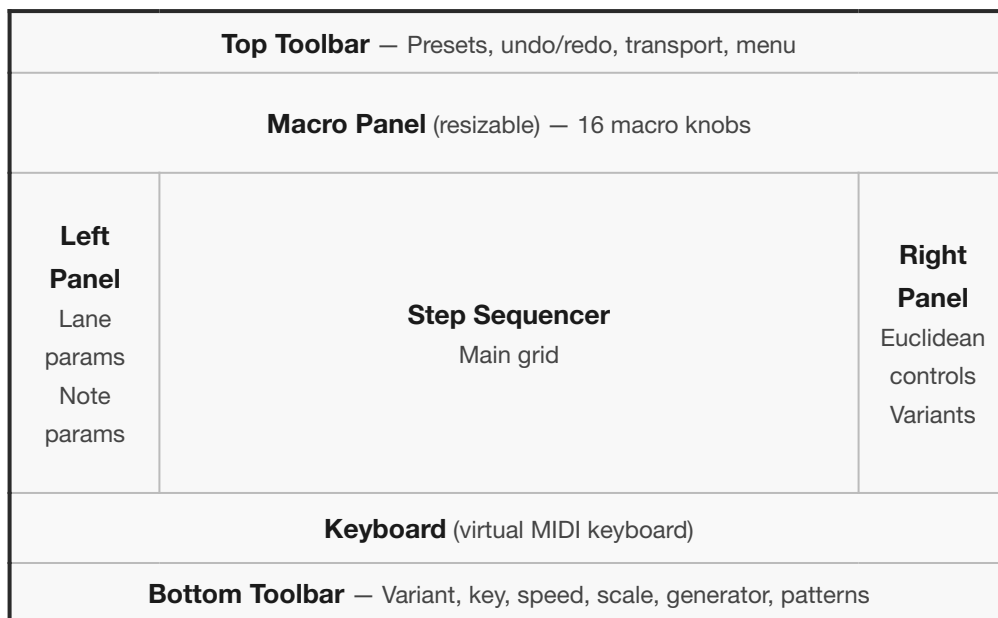 Top Toolbar — Presets, undo/redo, transport, menu
Macro Panel (resizable) — 16 macro knobs
Left
Panel
Lane
params
Note
params
Step Sequencer
Main grid
Right
Panel
Euclidean
controls
Variants
Keyboard (virtual MIDI keyboard)
Bottom Toolbar — Variant, key, speed, scale, generator, patterns